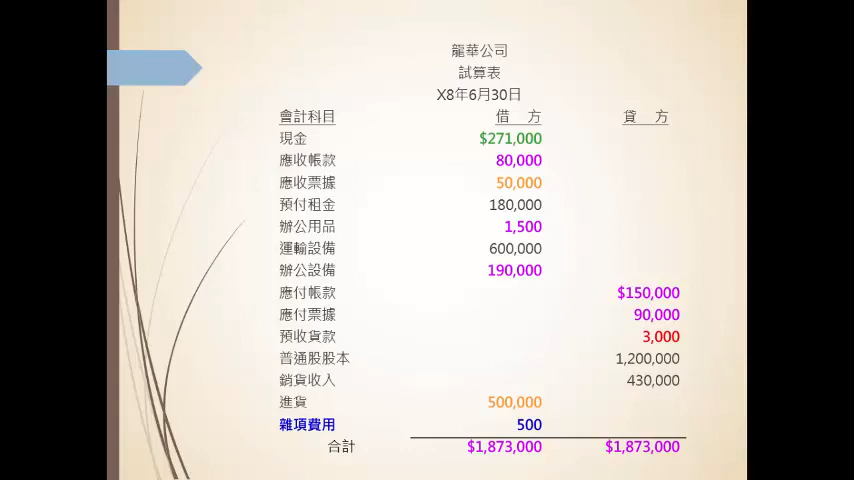 龍華公司
試算表
X8年6月30日
會計科目 借 方 貸 方
現金 $271,000
應收帳款 80,000
應收票據 50,000
預付租金 180,000
辦公用品 1,500
運輸設備 600,000
辦公設備 190,000
應付帳款 $150,000
應付票據 90,000
預收貨款 3,000
普通股股本 1,200,000
銷貨收入 430,000
進貨 500,000
雜項費用 500
合計 $1,873,000 $1,873,000